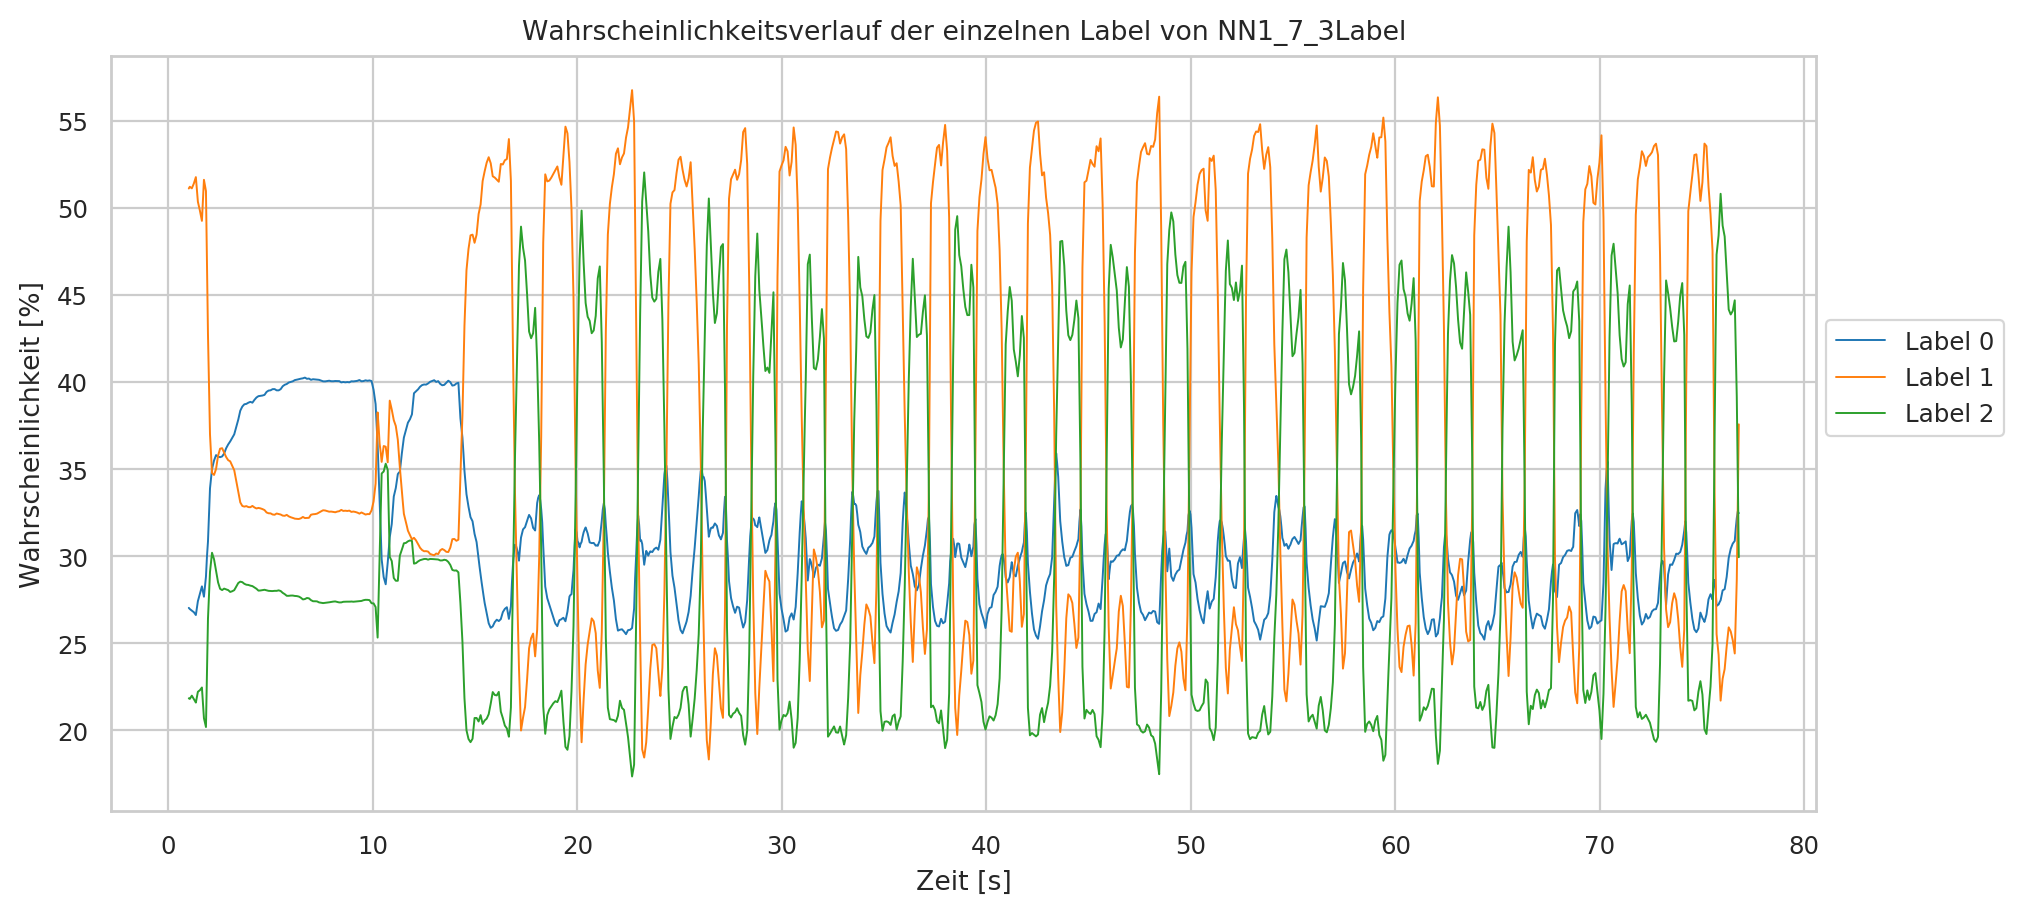 Wahrscheinlichkeitsverlauf der einzelnen Label von NN1_7_3Label
Wahrscheinlichkeit [%]
55
50
45
40
35
30
25
20
0 10 20 30 40 50 60 70 80
Zeit [s]
Label 0
Label 1
Label 2